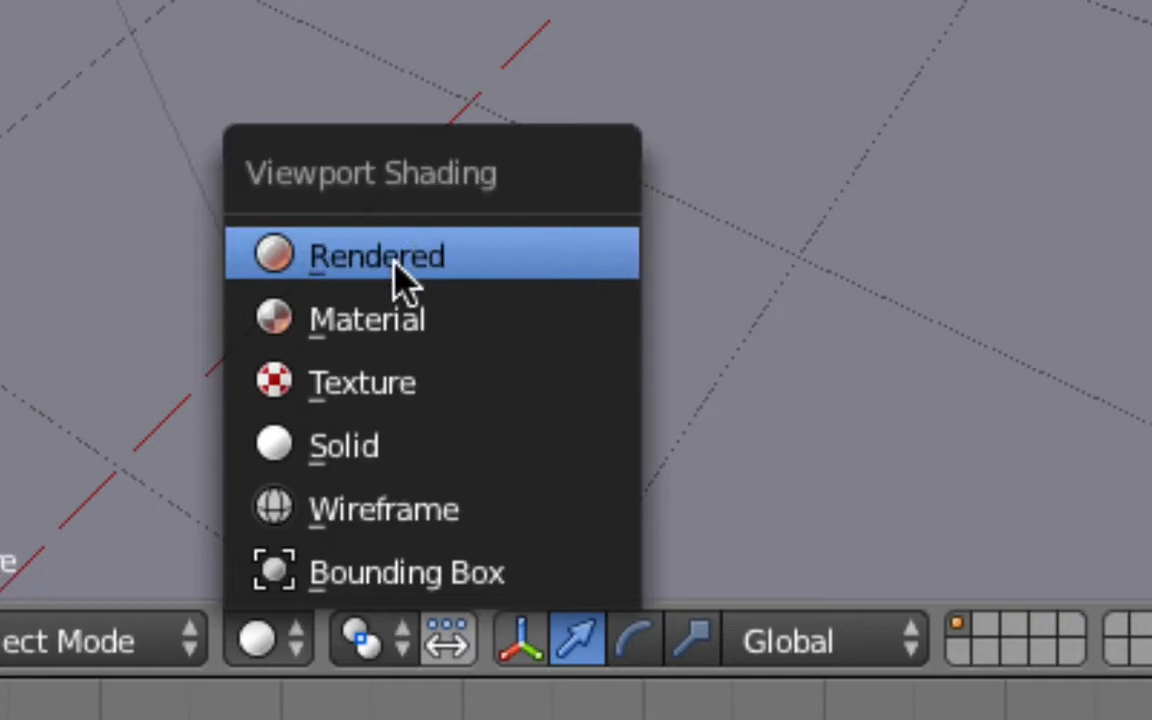 Viewport Shading
Rendered
Material
Texture
Solid
Wireframe
Bounding Box
e
ect Mode
Global